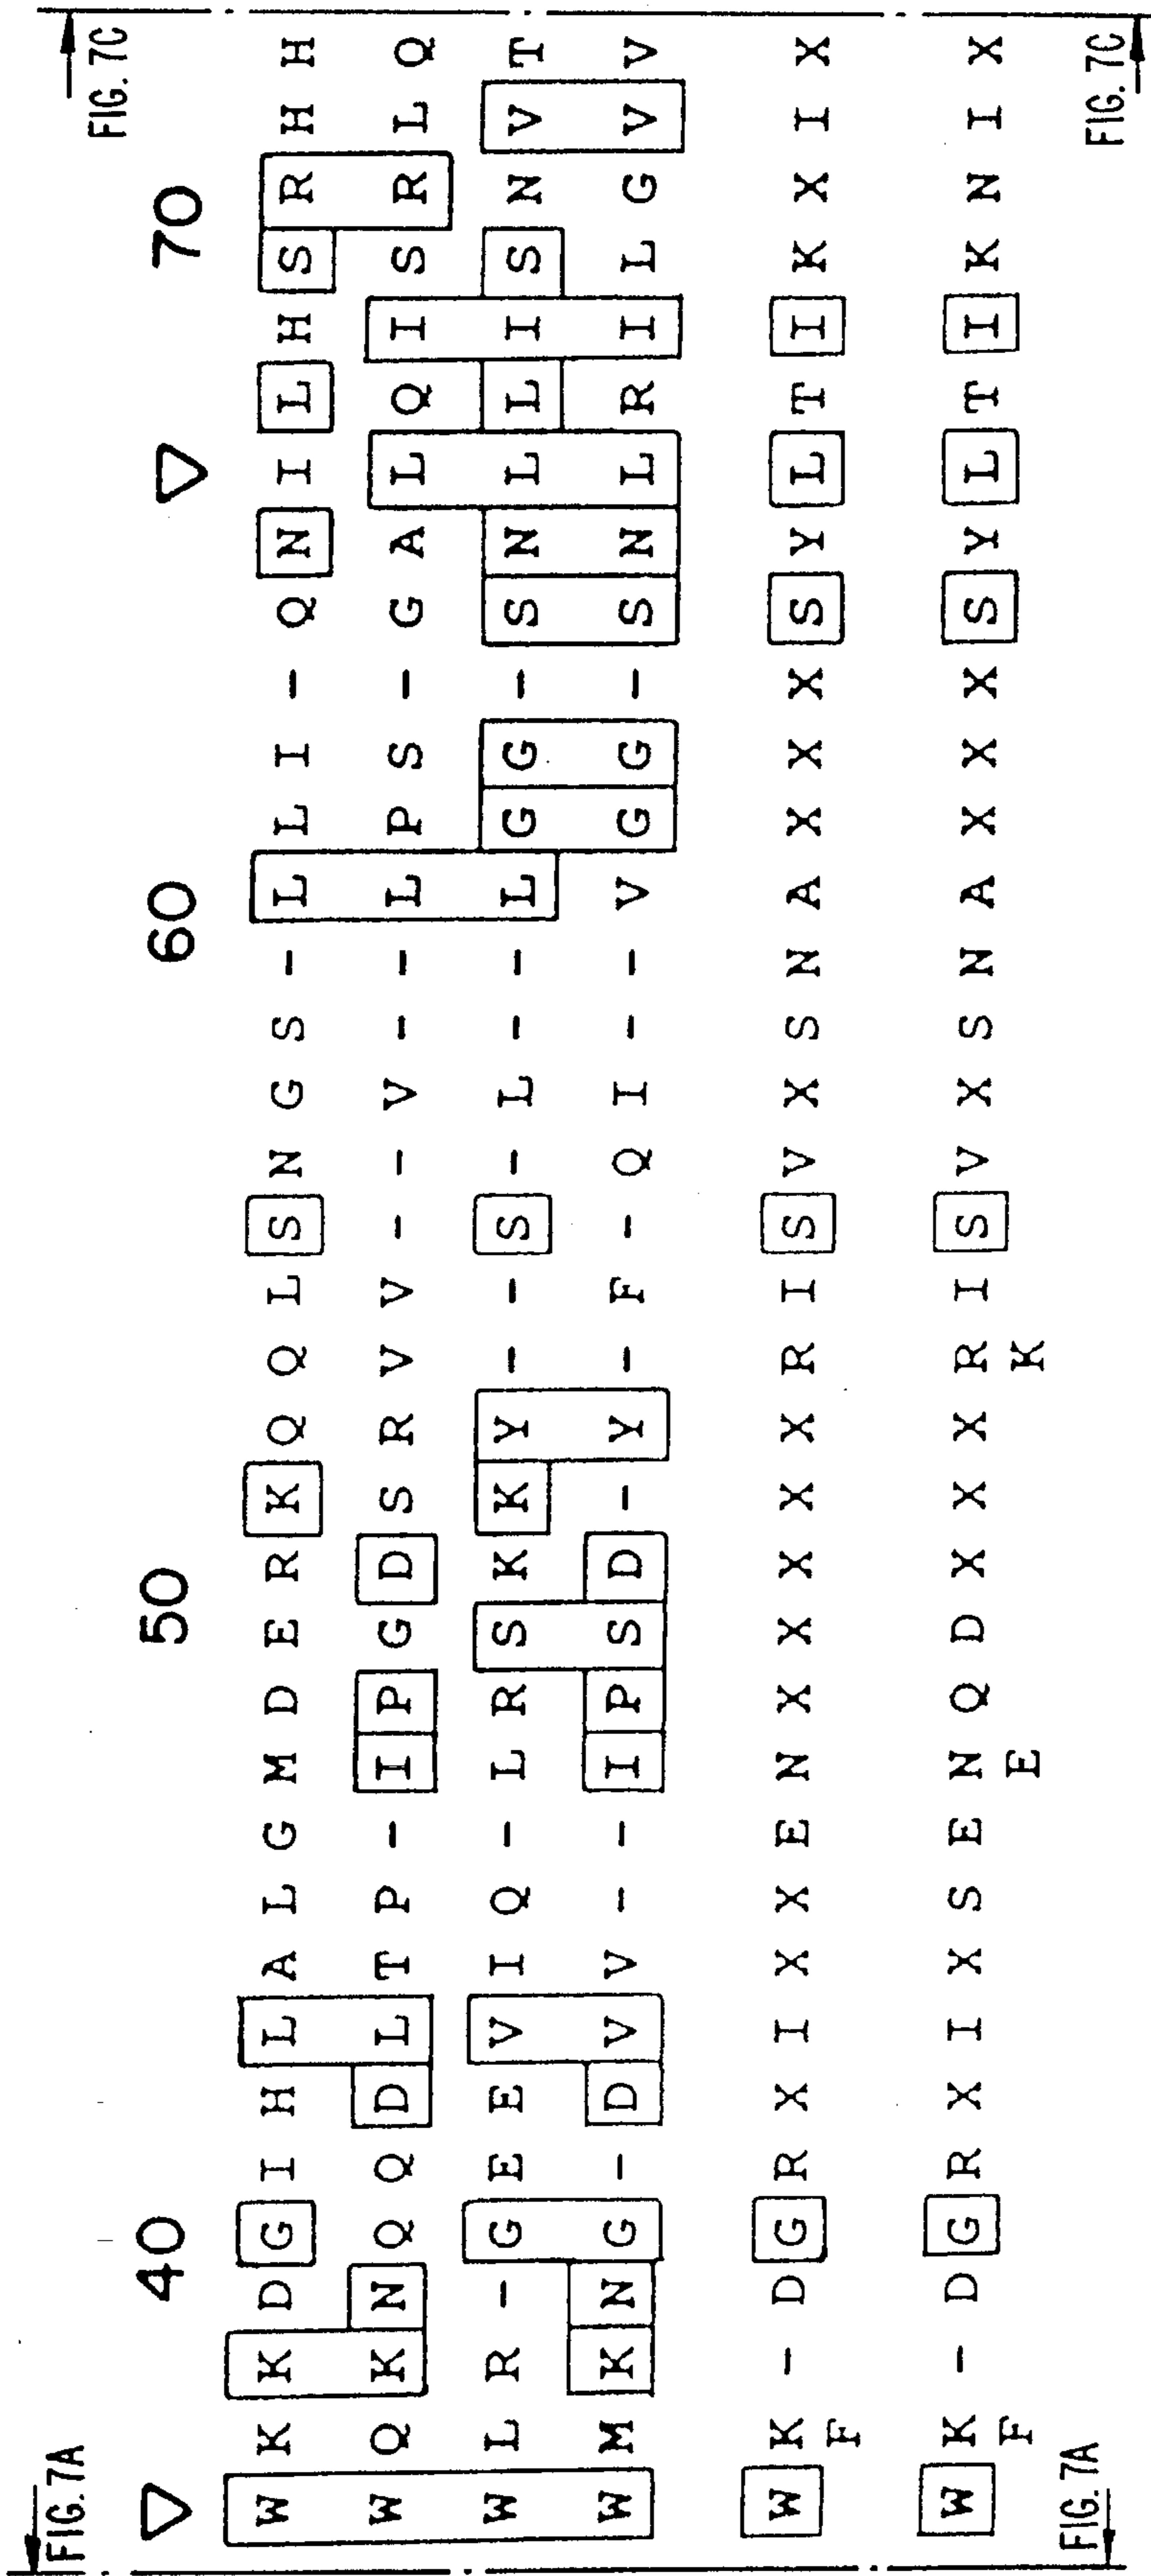 FIG. 7A FIG. 7C
▽ 40 50 60 ▽ 70
W K K D G I H L A L G M D E R K Q Q L S N G S - L L I - Q N I L H S R H H
W Q K N Q Q D L T P - I P G D S R V V - - V - - L P S - G A L Q I S R L Q
W L R - G E E V I Q - L R S K K Y - - S - L - - L G G - S N L L I S N V T
W M K N G - D V V - - I P S D - Y - F - Q I - - V G G - S N L R I L G V V
W K - D G R X I X X E N X X X X X R I S V X S N A X X X S Y L T I K X I X
F
W K - D G R X I X S E N Q D X X X R I S V X S N A X X X S Y L T I K N I X
F E K
FIG. 7A FIG. 7C